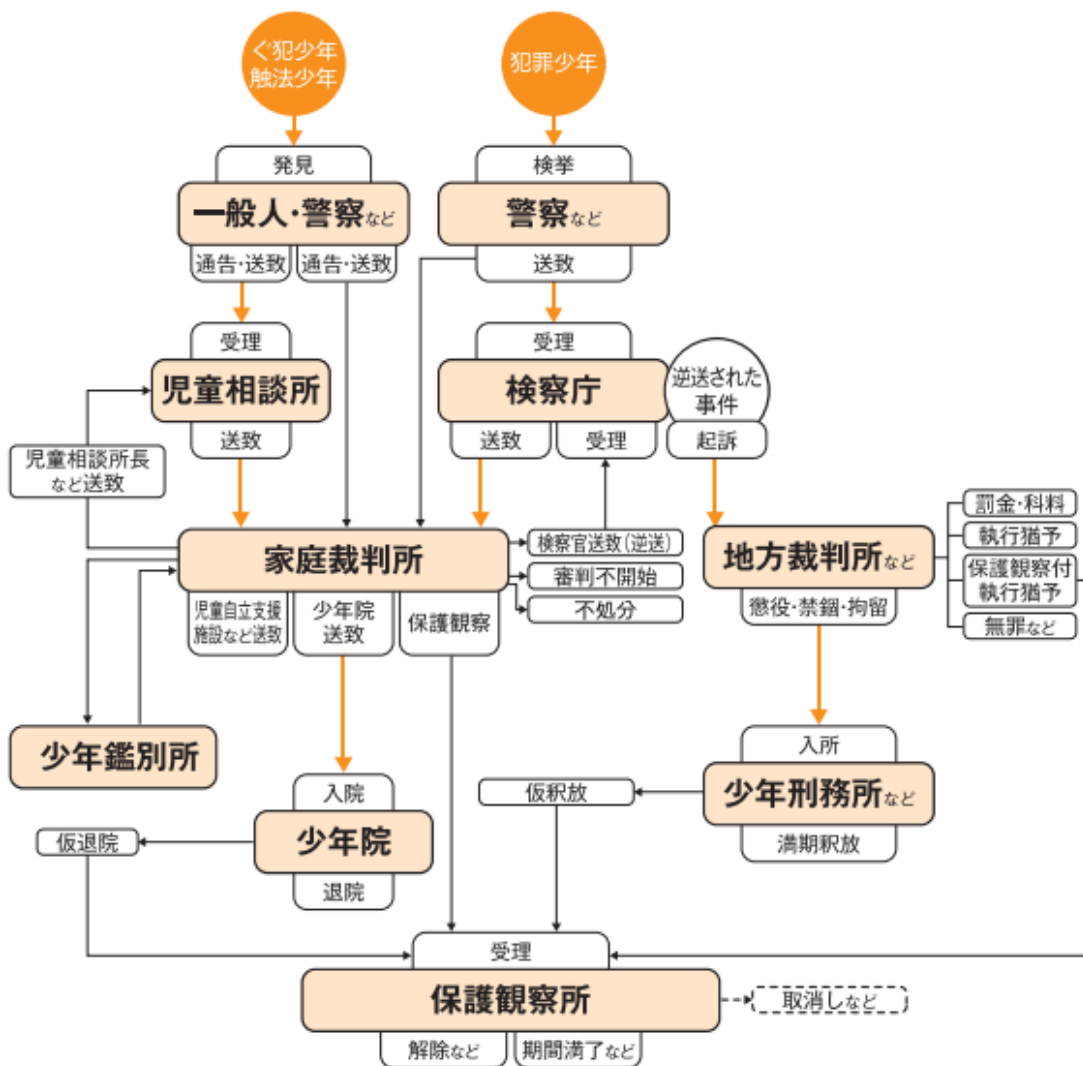 ぐ犯少年
触法少年
犯罪少年
発見
一般人・警察など
通告・送致
通告・送致
検挙
警察など
送致
受理
児童相談所
送致
受理
検察庁
送致
受理
逆送された
事件
起訴
児童相談所長
など送致
家庭裁判所
児童自立支援
施設など送致
少年院
送致
保護観察
検察官送致(逆送)
審判不開始
不処分
地方裁判所など
懲役・禁錮・拘留
罰金・科料
執行猶予
保護観察付
執行猶予
無罪など
少年鑑別所
入院
少年院
退院
仮退院
入所
少年刑務所など
満期釈放
仮釈放
受理
保護観察所
解除など
期間満了など
取消しなど